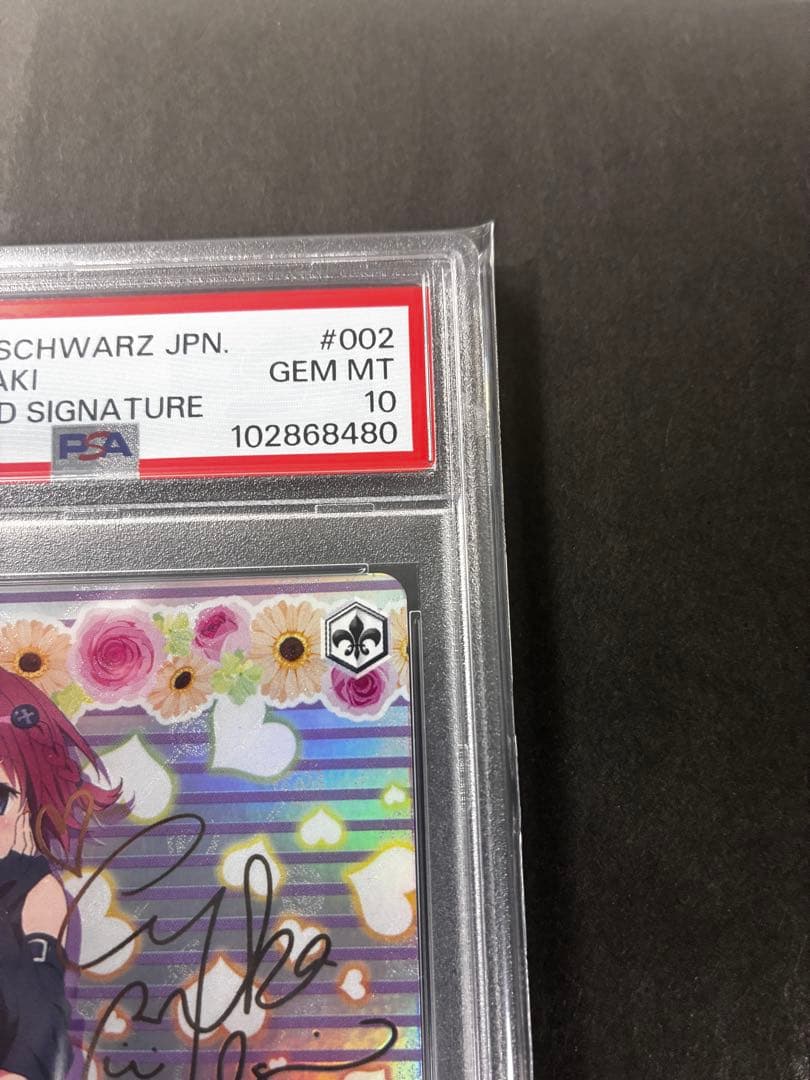 SCHWARZ JPN. #002
AKI GEM MT
D SIGNATURE 10
PSA 102868480